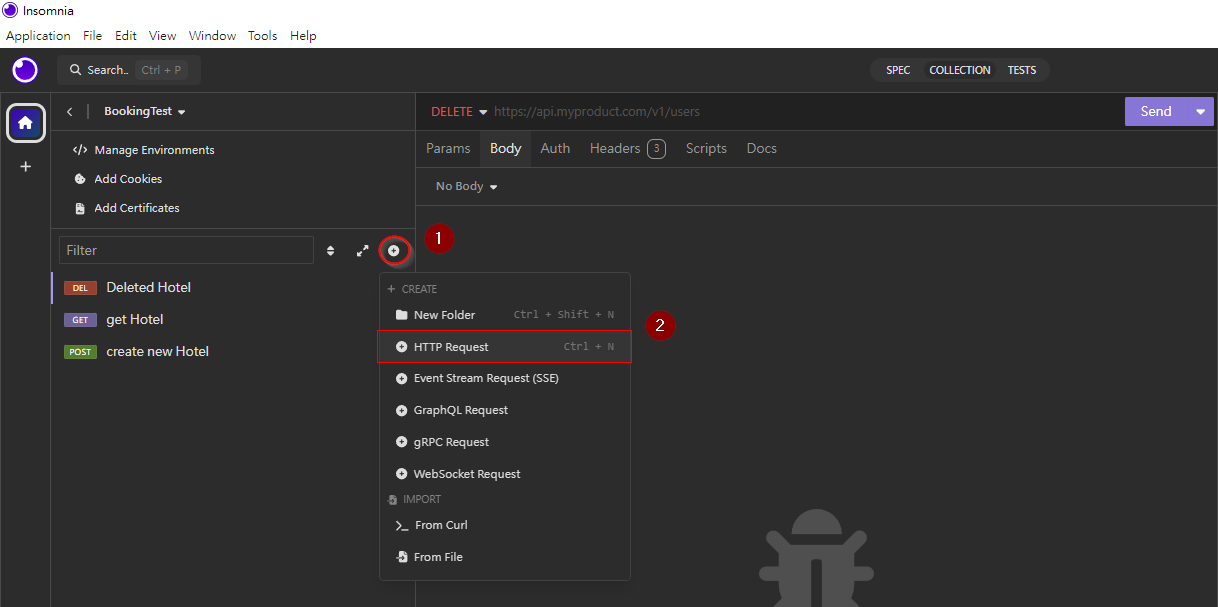 Insomnia
Application File Edit View Window Tools Help
Search.. Ctrl + P
SPEC COLLECTION TESTS
BookingTest
DELETE https://api.myproduct.com/v1/users
Send
Params Body Auth Headers 3 Scripts Docs
No Body
Manage Environments
Add Cookies
Add Certificates
Filter
1
DEL Deleted Hotel
GET get Hotel
POST create new Hotel
CREATE
New Folder Ctrl + Shift + N
2
HTTP Request Ctrl + N
Event Stream Request (SSE)
GraphQL Request
gRPC Request
WebSocket Request
IMPORT
From Curl
From File